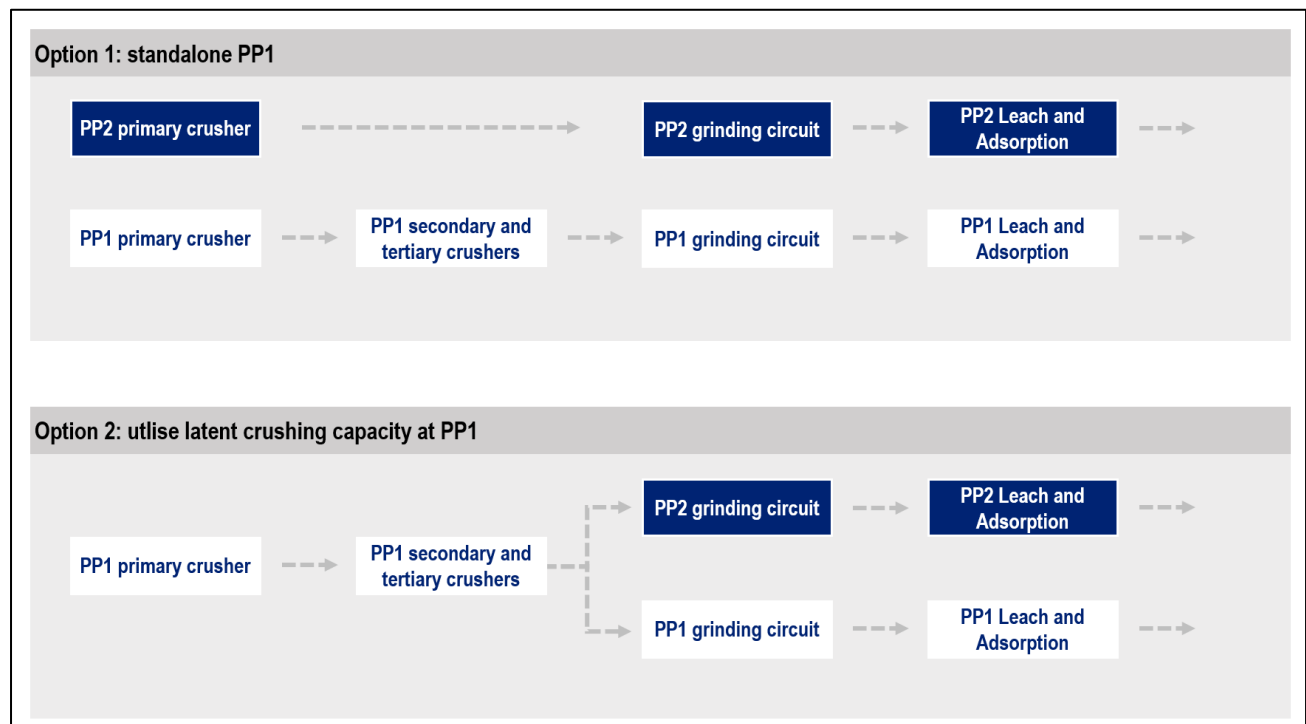 Option 1: standalone PP1
PP2 primary crusher
PP2 grinding circuit
PP2 Leach and
Adsorption
PP1 primary crusher
PP1 secondary and
tertiary crushers
PP1 grinding circuit
PP1 Leach and
Adsorption
Option 2: utlise latent crushing capacity at PP1
PP2 grinding circuit
PP2 Leach and
Adsorption
PP1 primary crusher
PP1 secondary and
tertiary crushers
PP1 grinding circuit
PP1 Leach and
Adsorption